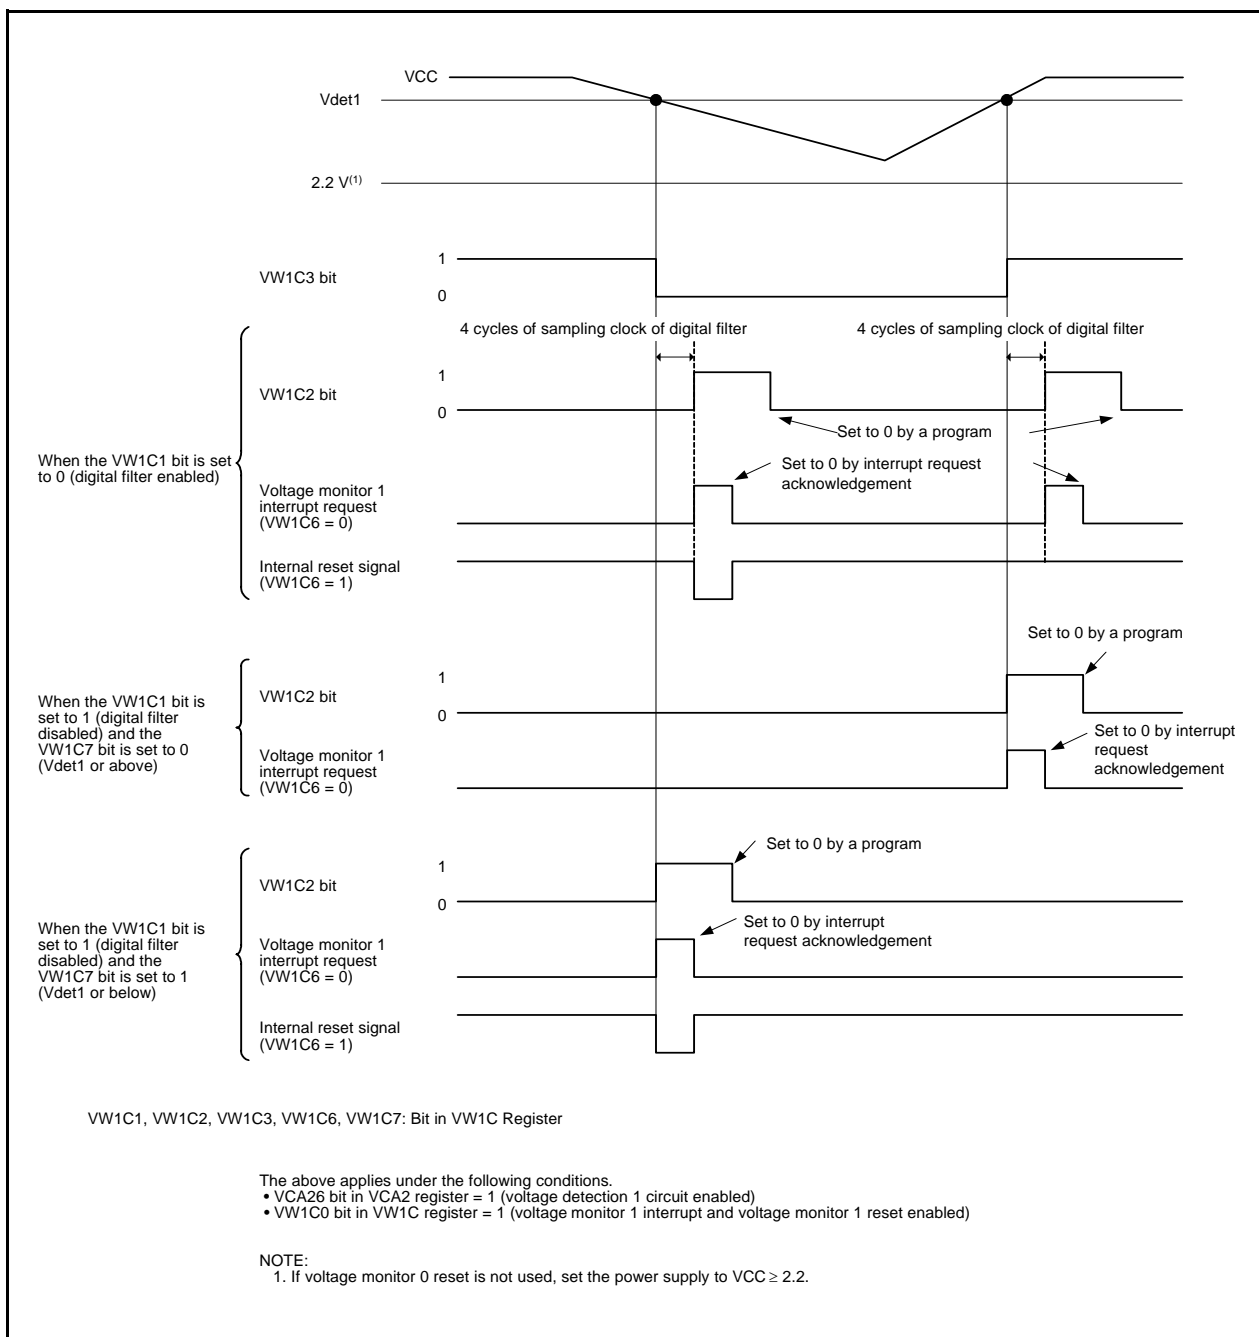 VCC
Vdet1
2.2 V(1)
VW1C3 bit
1
0
4 cycles of sampling clock of digital filter
4 cycles of sampling clock of digital filter
When the VW1C1 bit is set
to 0 (digital filter enabled)
VW1C2 bit
1
0
Set to 0 by a program
Set to 0 by interrupt request
acknowledgement
Voltage monitor 1
interrupt request
(VW1C6 = 0)
Internal reset signal
(VW1C6 = 1)
When the VW1C1 bit is
set to 1 (digital filter
disabled) and the
VW1C7 bit is set to 0
(Vdet1 or above)
VW1C2 bit
1
0
Set to 0 by a program
Voltage monitor 1
interrupt request
(VW1C6 = 0)
Set to 0 by interrupt
request
acknowledgement
When the VW1C1 bit is
set to 1 (digital filter
disabled) and the
VW1C7 bit is set to 1
(Vdet1 or below)
VW1C2 bit
1
0
Set to 0 by a program
Voltage monitor 1
interrupt request
(VW1C6 = 0)
Set to 0 by interrupt
request acknowledgement
Internal reset signal
(VW1C6 = 1)
VW1C1, VW1C2, VW1C3, VW1C6, VW1C7: Bit in VW1C Register
The above applies under the following conditions.
• VCA26 bit in VCA2 register = 1 (voltage detection 1 circuit enabled)
• VW1C0 bit in VW1C register = 1 (voltage monitor 1 interrupt and voltage monitor 1 reset enabled)
NOTE:
1. If voltage monitor 0 reset is not used, set the power supply to VCC ≥ 2.2.